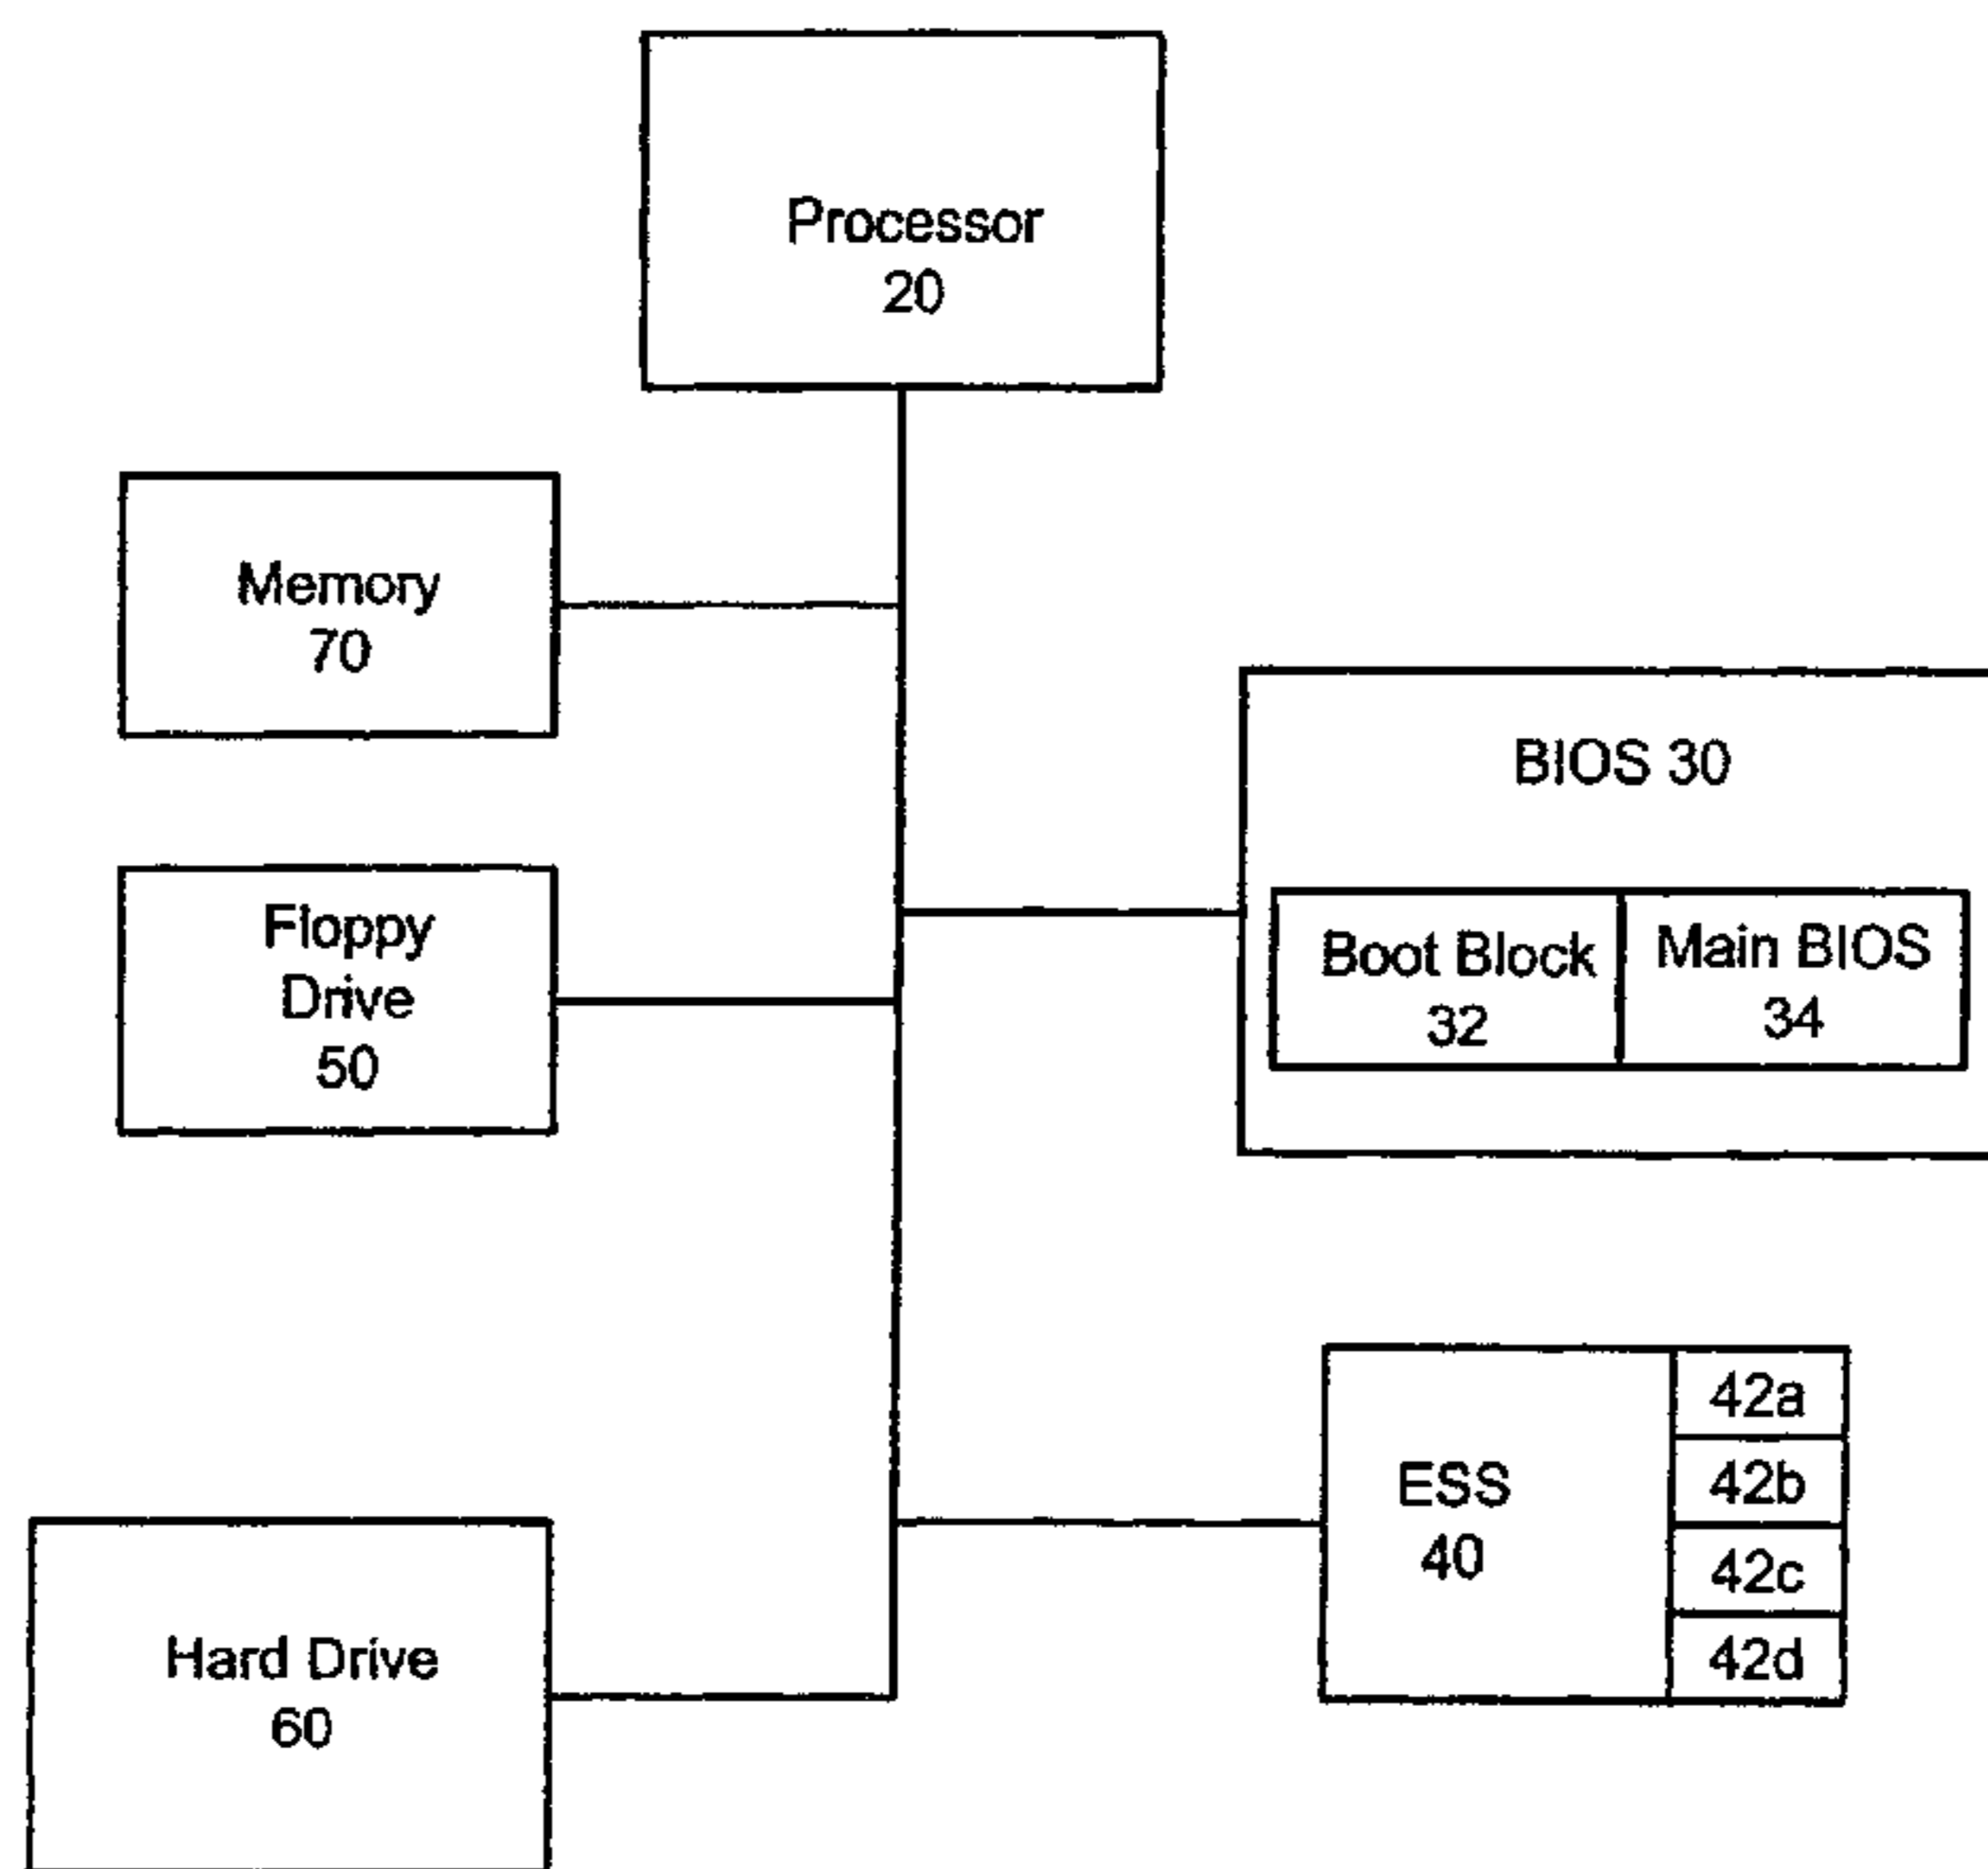 Processor
20
Memory
70
BIOS 30
Floppy
Drive
50
Boot Block
32
Main BIOS
34
ESS
40
42a
42b
42c
42d
Hard Drive
60